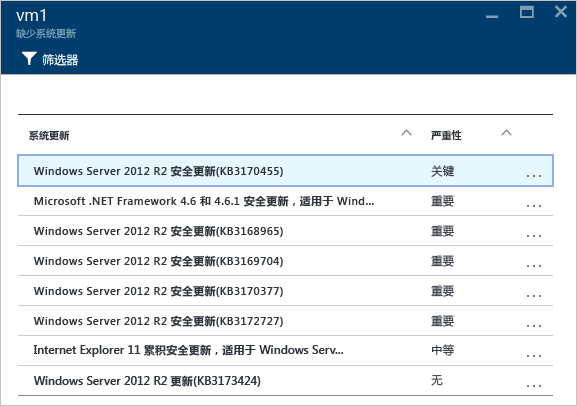 vm1
缺少系统更新
筛选器
系统更新 严重性
Windows Server 2012 R2 安全更新(KB3170455) 关键 ...
Microsoft .NET Framework 4.6 和 4.6.1 安全更新，适用于 Wind... 重要 ...
Windows Server 2012 R2 安全更新(KB3168965) 重要 ...
Windows Server 2012 R2 安全更新(KB3169704) 重要 ...
Windows Server 2012 R2 安全更新(KB3170377) 重要 ...
Windows Server 2012 R2 安全更新(KB3172727) 重要 ...
Internet Explorer 11 累积安全更新，适用于 Windows Serv... 中等 ...
Windows Server 2012 R2 更新(KB3173424) 无 ...